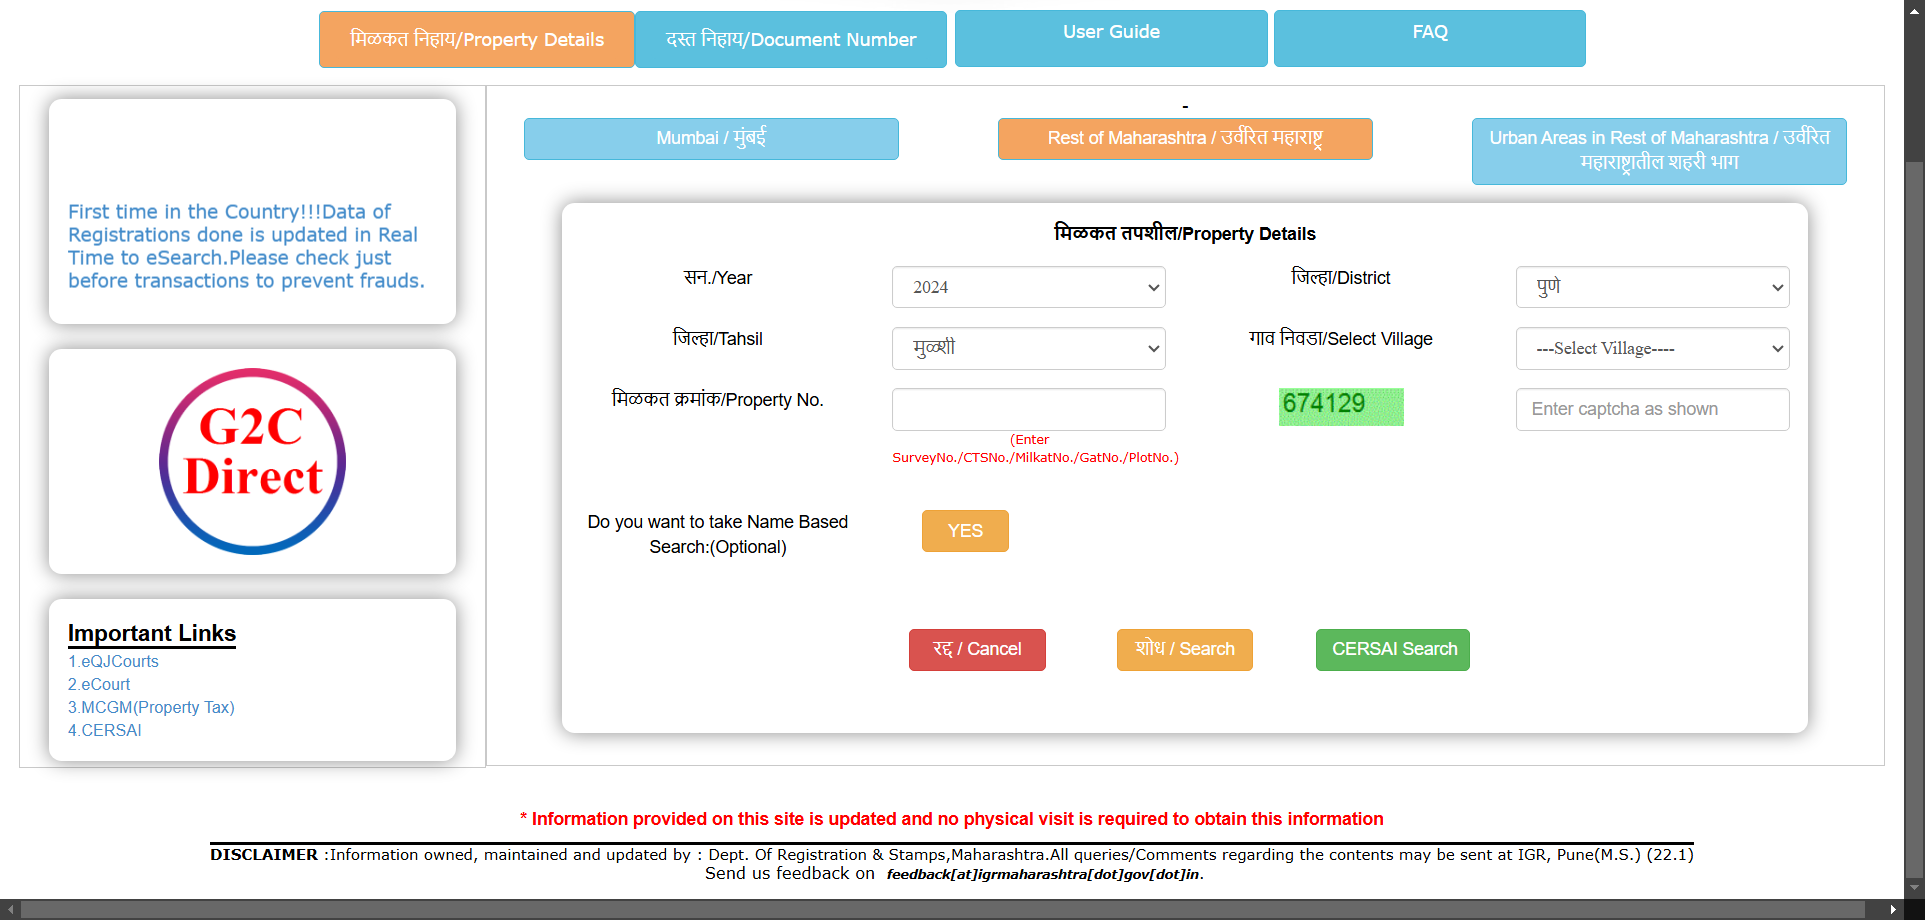 मिळकत निहाय/Property Details
दस्त निहाय/Document Number
User Guide
FAQ
First time in the Country!!!Data of
Registrations done is updated in Real
Time to eSearch.Please check just
before transactions to prevent frauds.
G2C
Direct
Important Links
1.eQJCourts
2.eCourt
3.MCGM(Property Tax)
4.CERSAI
-
Mumbai / मुंबई
Rest of Maharashtra / उर्वरित महाराष्ट्र
Urban Areas in Rest of Maharashtra / उर्वरित
महाराष्ट्रातील शहरी भाग
मिळकत तपशील/Property Details
सन./Year
2024
जिल्हा/District
पुणे
जिल्हा/Tahsil
मुळशी
गाव निवडा/Select Village
---Select Village----
मिळकत क्रमांक/Property No.
(Enter
SurveyNo./CTSNo./MilkatNo./GatNo./PlotNo.)
674129
Enter captcha as shown
Do you want to take Name Based
Search:(Optional)
YES
रद्द / Cancel
शोध / Search
CERSAI Search
* Information provided on this site is updated and no physical visit is required to obtain this information
DISCLAIMER :Information owned, maintained and updated by : Dept. Of Registration & Stamps,Maharashtra.All queries/Comments regarding the contents may be sent at IGR, Pune(M.S.) (22.1)
Send us feedback on feedback[at]igrmaharashtra[dot]gov[dot]in.